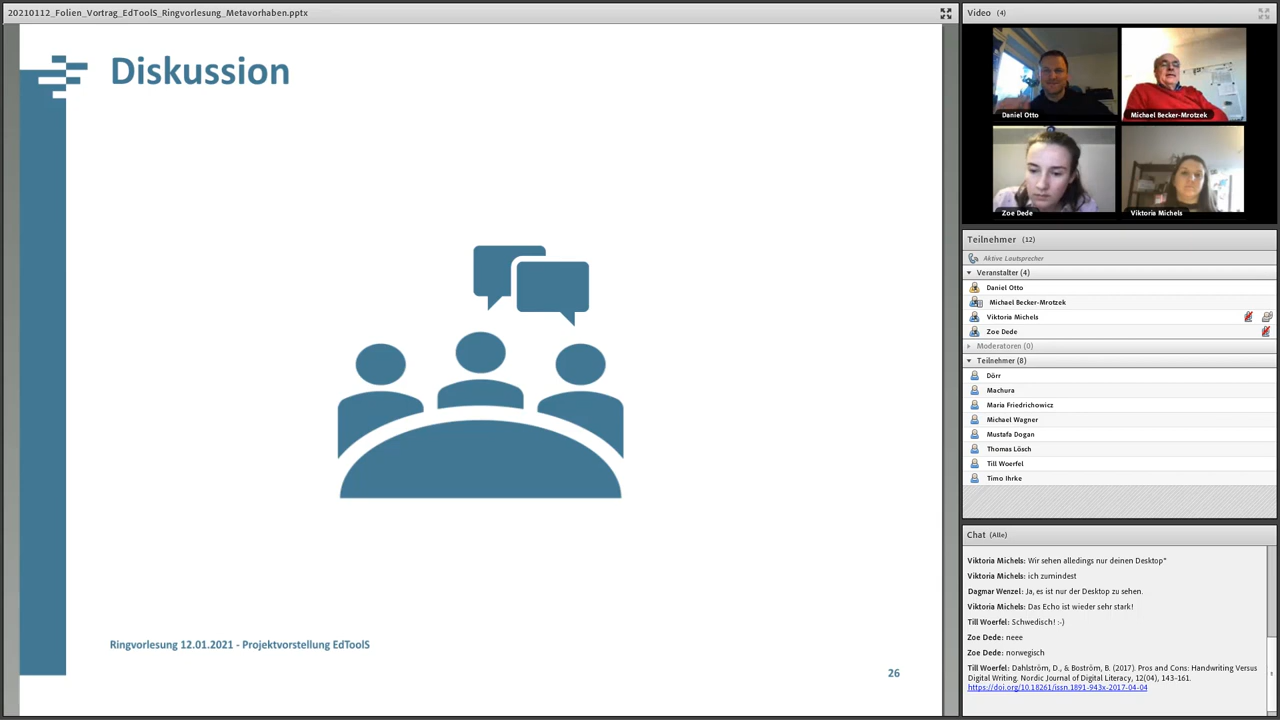 20210112_Folien_Vortrag_EdToolS_Ringvorlesung_Metavorhaben.pptx
Diskussion
Ringvorlesung 12.01.2021 - Projektvorstellung EdToolS
26
Video (4)
Daniel Otto
Michael Becker-Mrotzek
Zoe Dede
Viktoria Michels
Teilnehmer (12)
Aktive Lautsprecher
Veranstalter (4)
Daniel Otto
Michael Becker-Mrotzek
Viktoria Michels
Zoe Dede
Moderatoren (0)
Teilnehmer (8)
Dörr
Machura
Maria Friedrichowicz
Michael Wagner
Mustafa Dogan
Thomas Lösch
Till Woerfel
Timo Ihrke
Chat (Alle)
Viktoria Michels: Wir sehen alledings nur deinen Desktop*
Viktoria Michels: ich zumindest
Dagmar Wenzel: Ja, es ist nur der Desktop zu sehen.
Viktoria Michels: Das Echo ist wieder sehr stark!
Till Woerfel: Schwedisch! :-)
Zoe Dede: neee
Zoe Dede: norwegisch
Till Woerfel: Dahlström, D., & Boström, B. (2017). Pros and Cons: Handwriting Versus
Digital Writing. Nordic Journal of Digital Literacy, 12(04), 143-161.
https://doi.org/10.18261/issn.1891-943x-2017-04-04